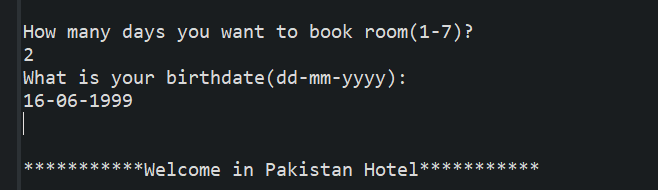 How many days you want to book room(1-7)?
2
What is your birthdate(dd-mm-yyyy):
16-06-1999
***********Welcome in Pakistan Hotel***********